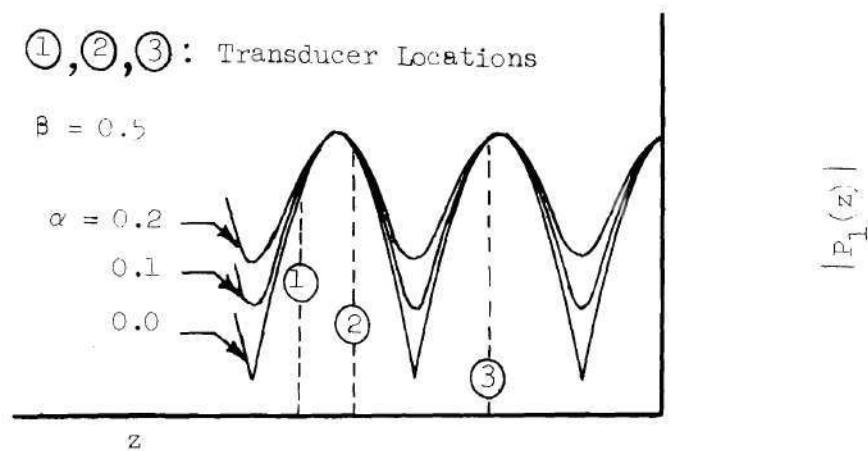 ①,②,③: Transducer Locations
β = 0.5
α = 0.2
0.1
0.0
①
②
③
z
|P₁(z)|